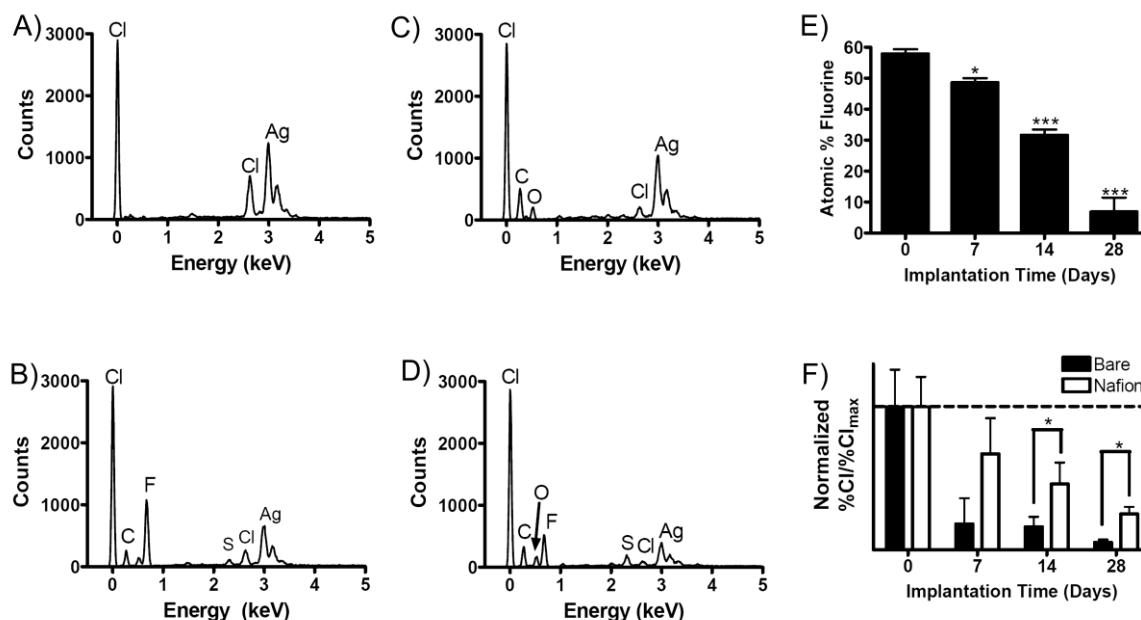 A)
3000
2000
1000
0
Counts
Cl
Cl
Ag
0 1 2 3 4 5
Energy (keV)
C)
3000
2000
1000
0
Counts
Cl
C
O
Cl
Ag
0 1 2 3 4 5
Energy (keV)
E)
60
50
40
30
20
10
0
Atomic % Fluorine
*
***
***
0 7 14 28
Implantation Time (Days)
B)
3000
2000
1000
0
Counts
Cl
C
F
S
Cl
Ag
0 1 2 3 4 5
Energy (keV)
D)
3000
2000
1000
0
Counts
Cl
C
O
F
S
Cl
Ag
0 1 2 3 4 5
Energy (keV)
F)
Bare
Nafion
Normalized
%Cl/%Clmax
*
*
0 7 14 28
Implantation Time (Days)